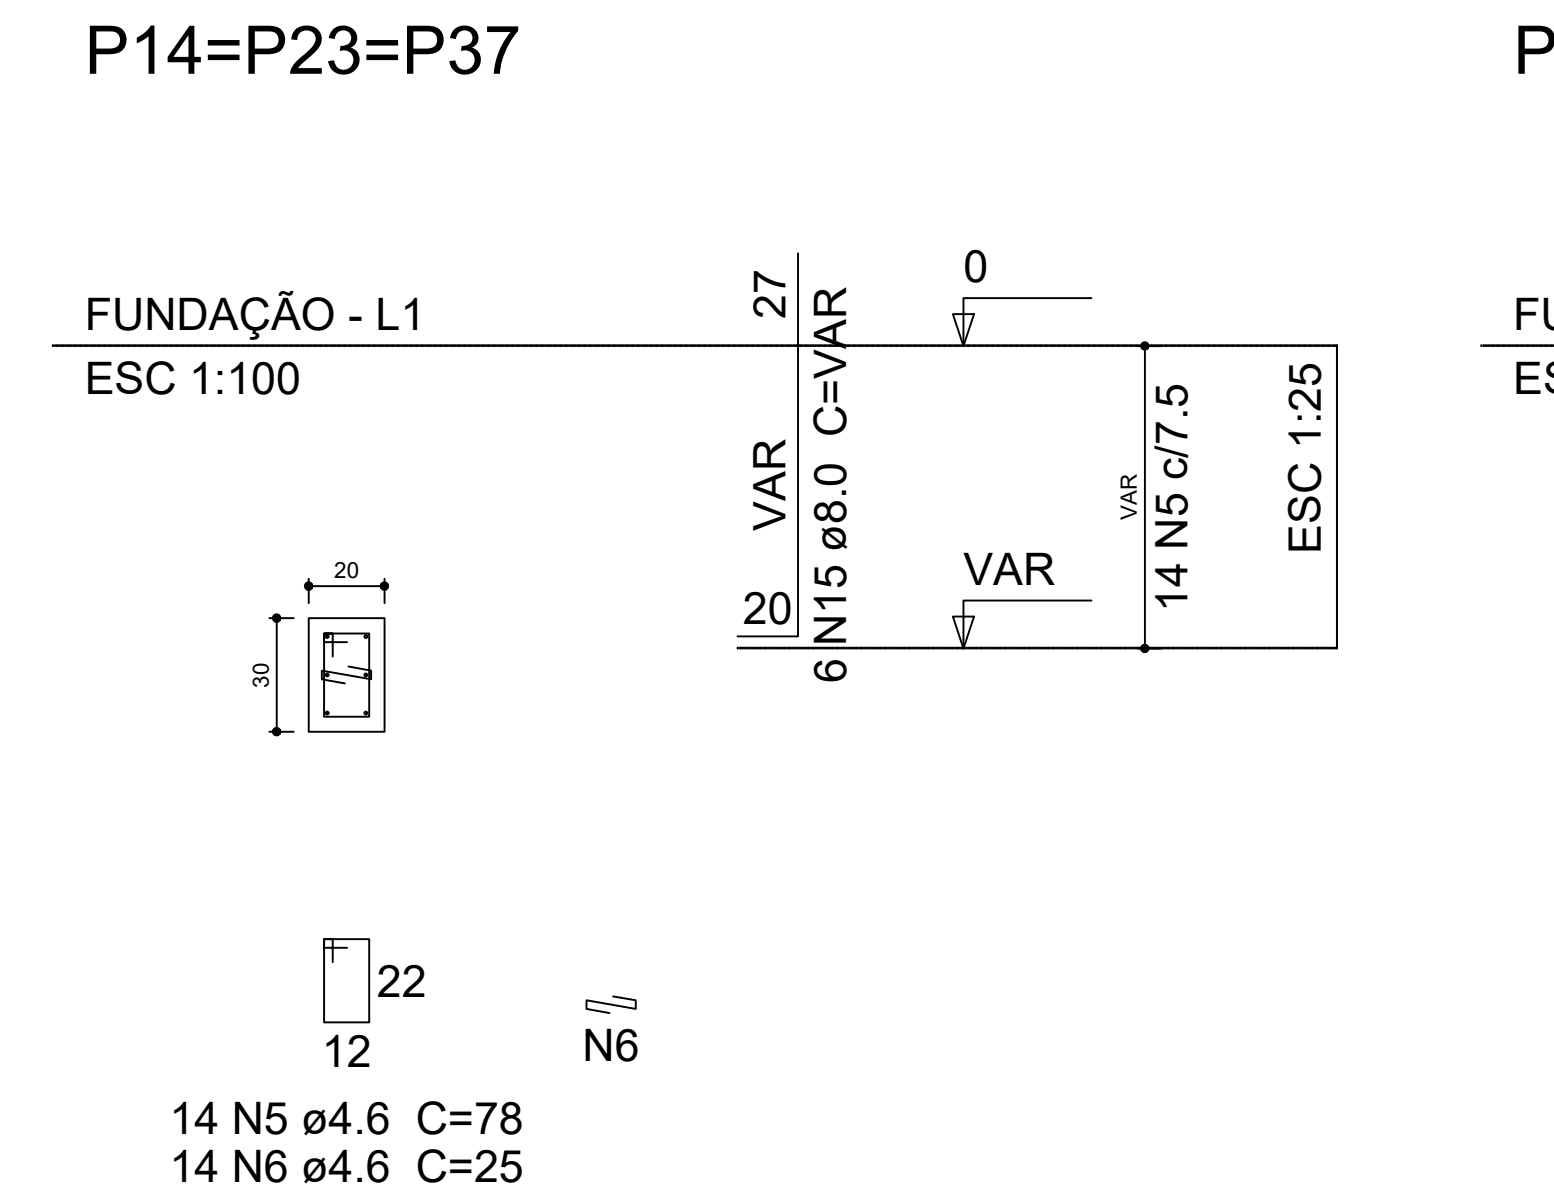 P14=P23=P37
P
FUNDAÇÃO - L1
ESC 1:100
27
VAR
20
6 N15 ø8.0 C=VAR
0
VAR
VAR
14 N5 c/7.5
ESC 1:25
FU
ES
20
30
22
12
N6
14 N5 ø4.6 C=78
14 N6 ø4.6 C=25